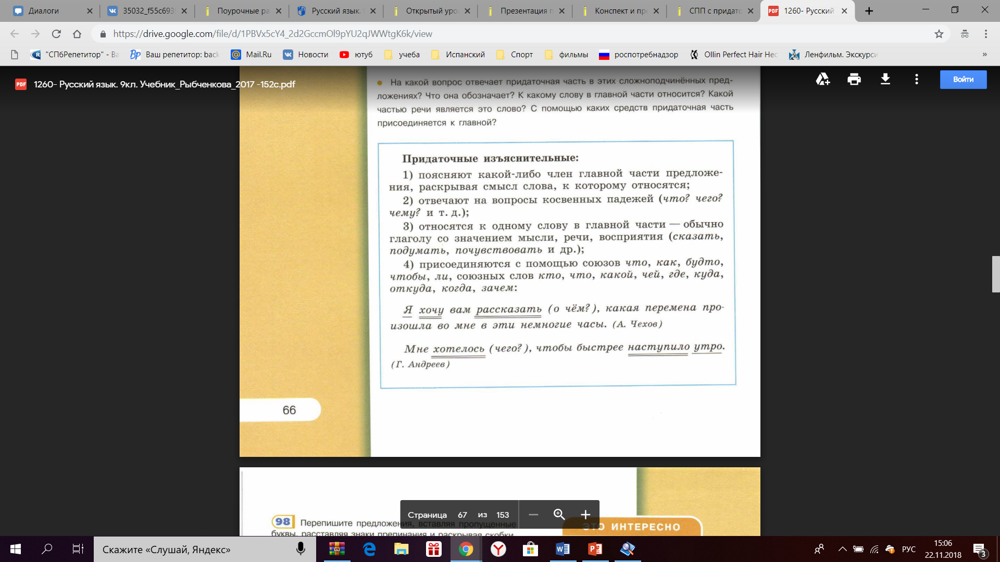 Диалоги
35032_f55c693
Поурочные ра
Русский язык.
Открытый уро
Презентация п
Конспект и пре
СПП с придато
1260- Русский
https://drive.google.com/file/d/1PBVx5cY4_2d2GccmOl9pYU2qJWWtgK6k/view
"СПбРепетитор" - Ва
Ваш репетитор: back
Mail.Ru
Новости
ютуб
учеба
Испанский
Спорт
фильмы
роспотребнадзор
Ollin Perfect Hair Нес
Ленфильм. Экскурси
»
PDF 1260- Русский язык. 9кл. Учебник_Рыбченкова_2017 -152с.pdf
Войти
На какой вопрос отвечает придаточная часть в этих сложноподчинённых пред-
ложениях? Что она обозначает? К какому слову в главной части относится? Какой
частью речи является это слово? С помощью каких средств придаточная часть
присоединяется к главной?
Придаточные изъяснительные:
1) поясняют какой-либо член главной части предложе-
ния, раскрывая смысл слова, к которому относятся;
2) отвечают на вопросы косвенных падежей (что? чего?
чему? и т. д.);
3) относятся к одному слову в главной части — обычно
глаголу со значением мысли, речи, восприятия (сказать,
подумать, почувствовать и др.);
4) присоединяются с помощью союзов что, как, будто,
чтобы, ли, союзных слов кто, что, какой, чей, где, куда,
откуда, когда, зачем:
Я хочу вам рассказать (о чём?), какая перемена про-
изошла во мне в эти немногие часы. (А. Чехов)
Мне хотелось (чего?), чтобы быстрее наступило утро.
(Г. Андреев)
66
98 Перепишите предложения, вставляя пропущенные
буквы, расставляя знаки препинания и раскрывая скобки.
ЭТО ИНТЕРЕСНО
Страница 67 из 153
Скажите «Слушай, Яндекс»
РУС
15:06
22.11.2018
3